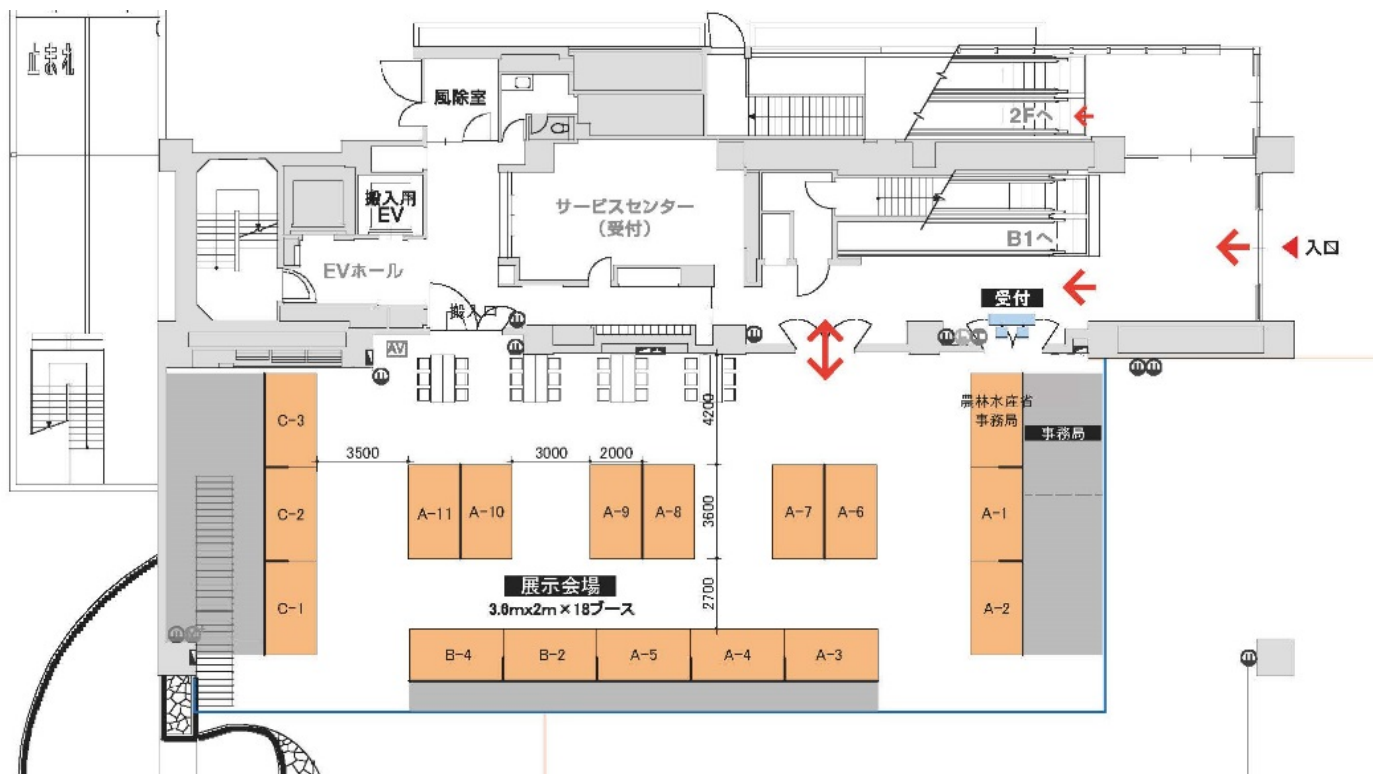 止まれ
風除室
2Fへ
搬入用
EV
サービスセンター
（受付）
B1へ
入口
EVホール
受付
搬入口
AV
4200
農林水産省
事務局
事務局
C-3
3500
3000
2000
C-2
A-11
A-10
A-9
A-8
3600
A-7
A-6
A-1
展示会場
3.6mx2m×18ブース
2700
C-1
A-2
B-4
B-2
A-5
A-4
A-3